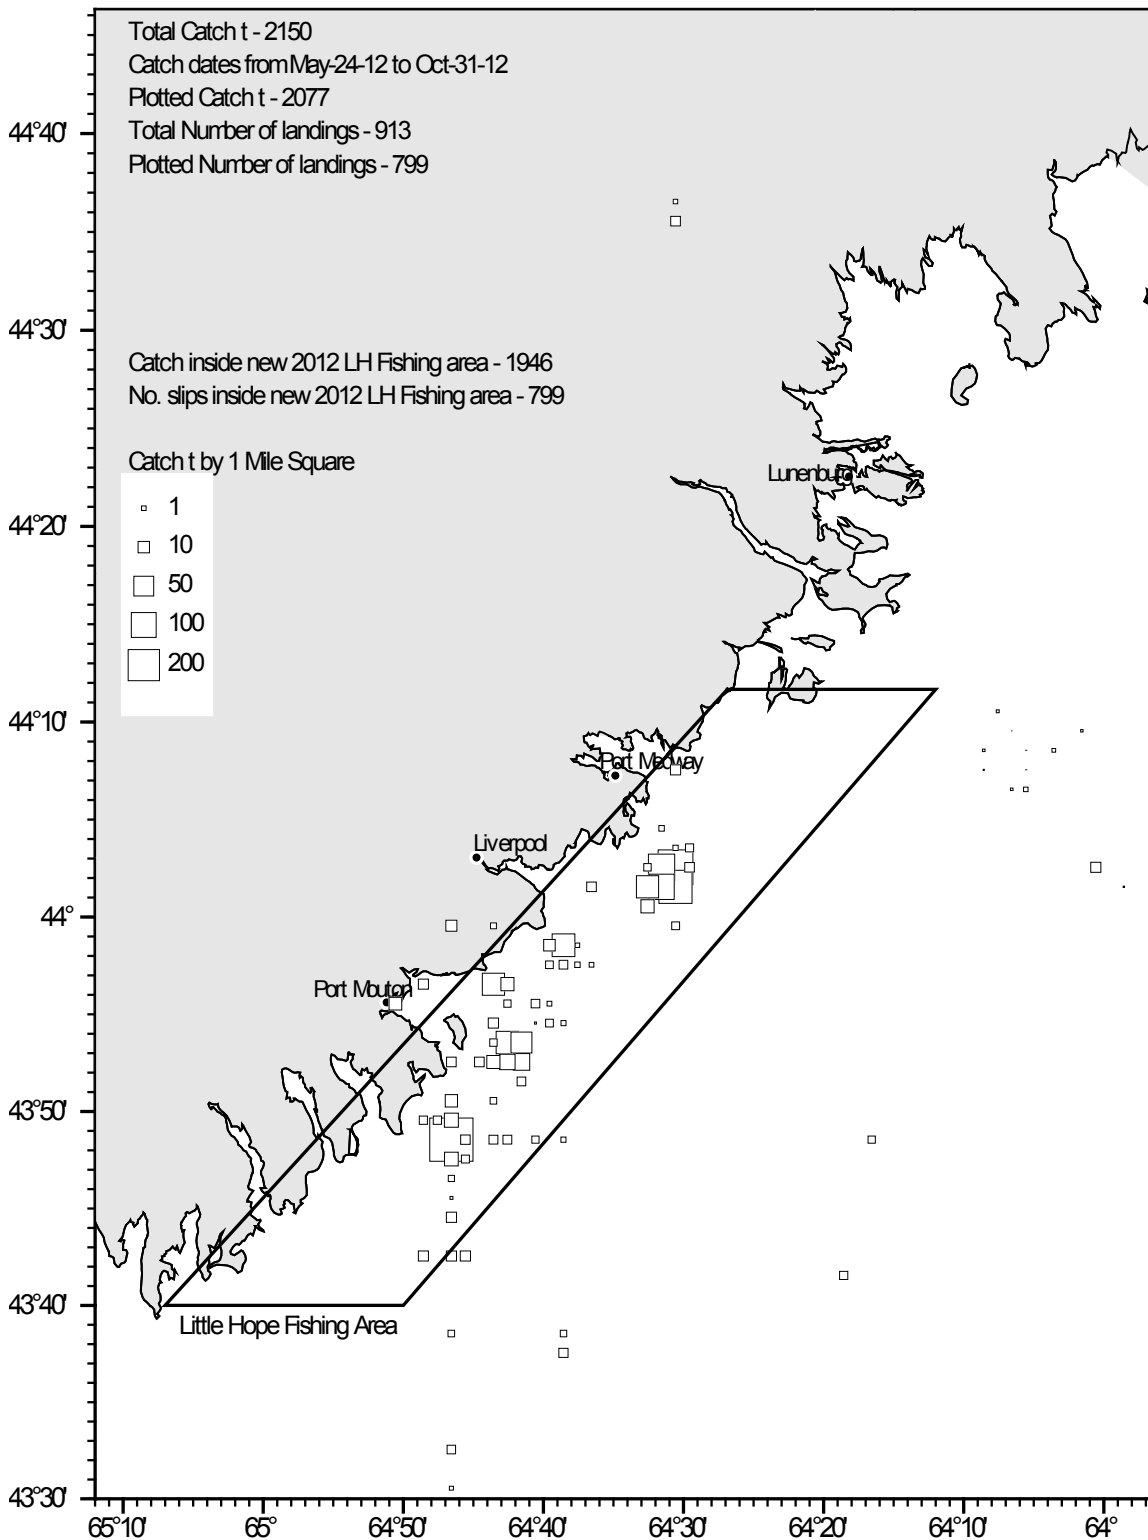 Total Catch t - 2150
Catch dates from May-24-12 to Oct-31-12
Plotted Catch t - 2077
Total Number of landings - 913
Plotted Number of landings - 799
44°40'
44°30'
Catch inside new 2012 LH Fishing area - 1946
No. slips inside new 2012 LH Fishing area - 799
Catch t by 1 Mile Square
1
10
50
100
200
Lunenburg
44°20'
44°10'
Port Medway
Liverpool
44°
Port Mouton
43°50'
43°40'
Little Hope Fishing Area
43°30'
65°10' 65° 64°50' 64°40' 64°30' 64°20' 64°10' 64°